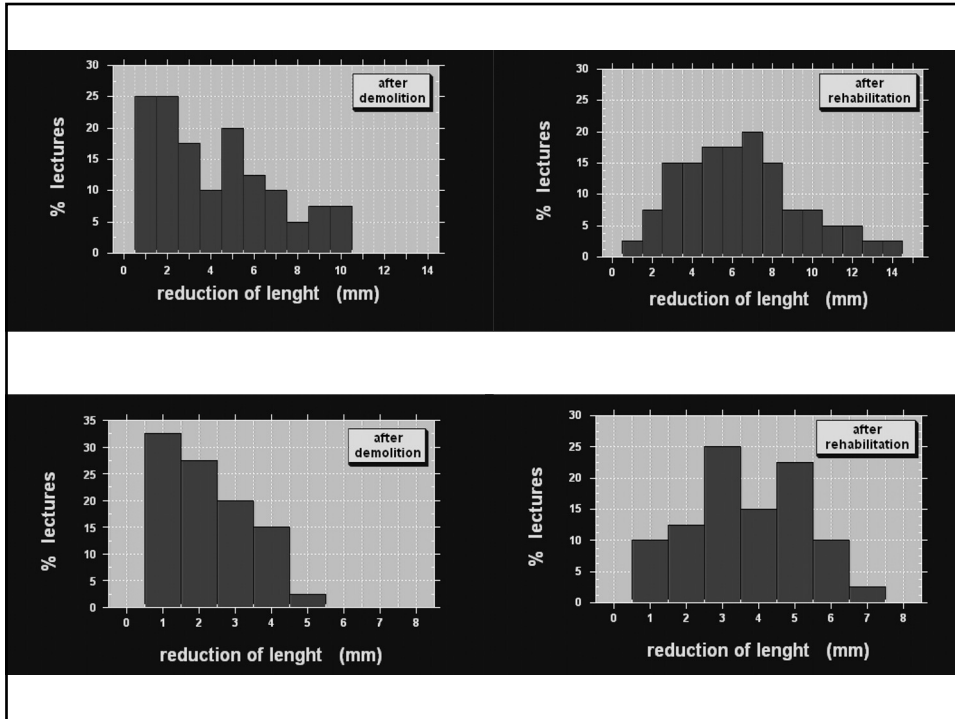 30
25
20
15
10
5
0
% lectures
after
demolition
0 2 4 6 8 10 12 14
reduction of lenght (mm)
30
25
20
15
10
5
0
% lectures
after
rehabilitation
2 4 6 8 10 12 14
reduction of lenght (mm)
35
30
25
20
15
10
5
0
% lectures
after
demolition
0 1 2 3 4 5 6 7 8
reduction of lenght (mm)
30
25
20
15
10
5
0
% lectures
after
rehabilitation
0 1 2 3 4 5 6 7 8
reduction of lenght (mm)